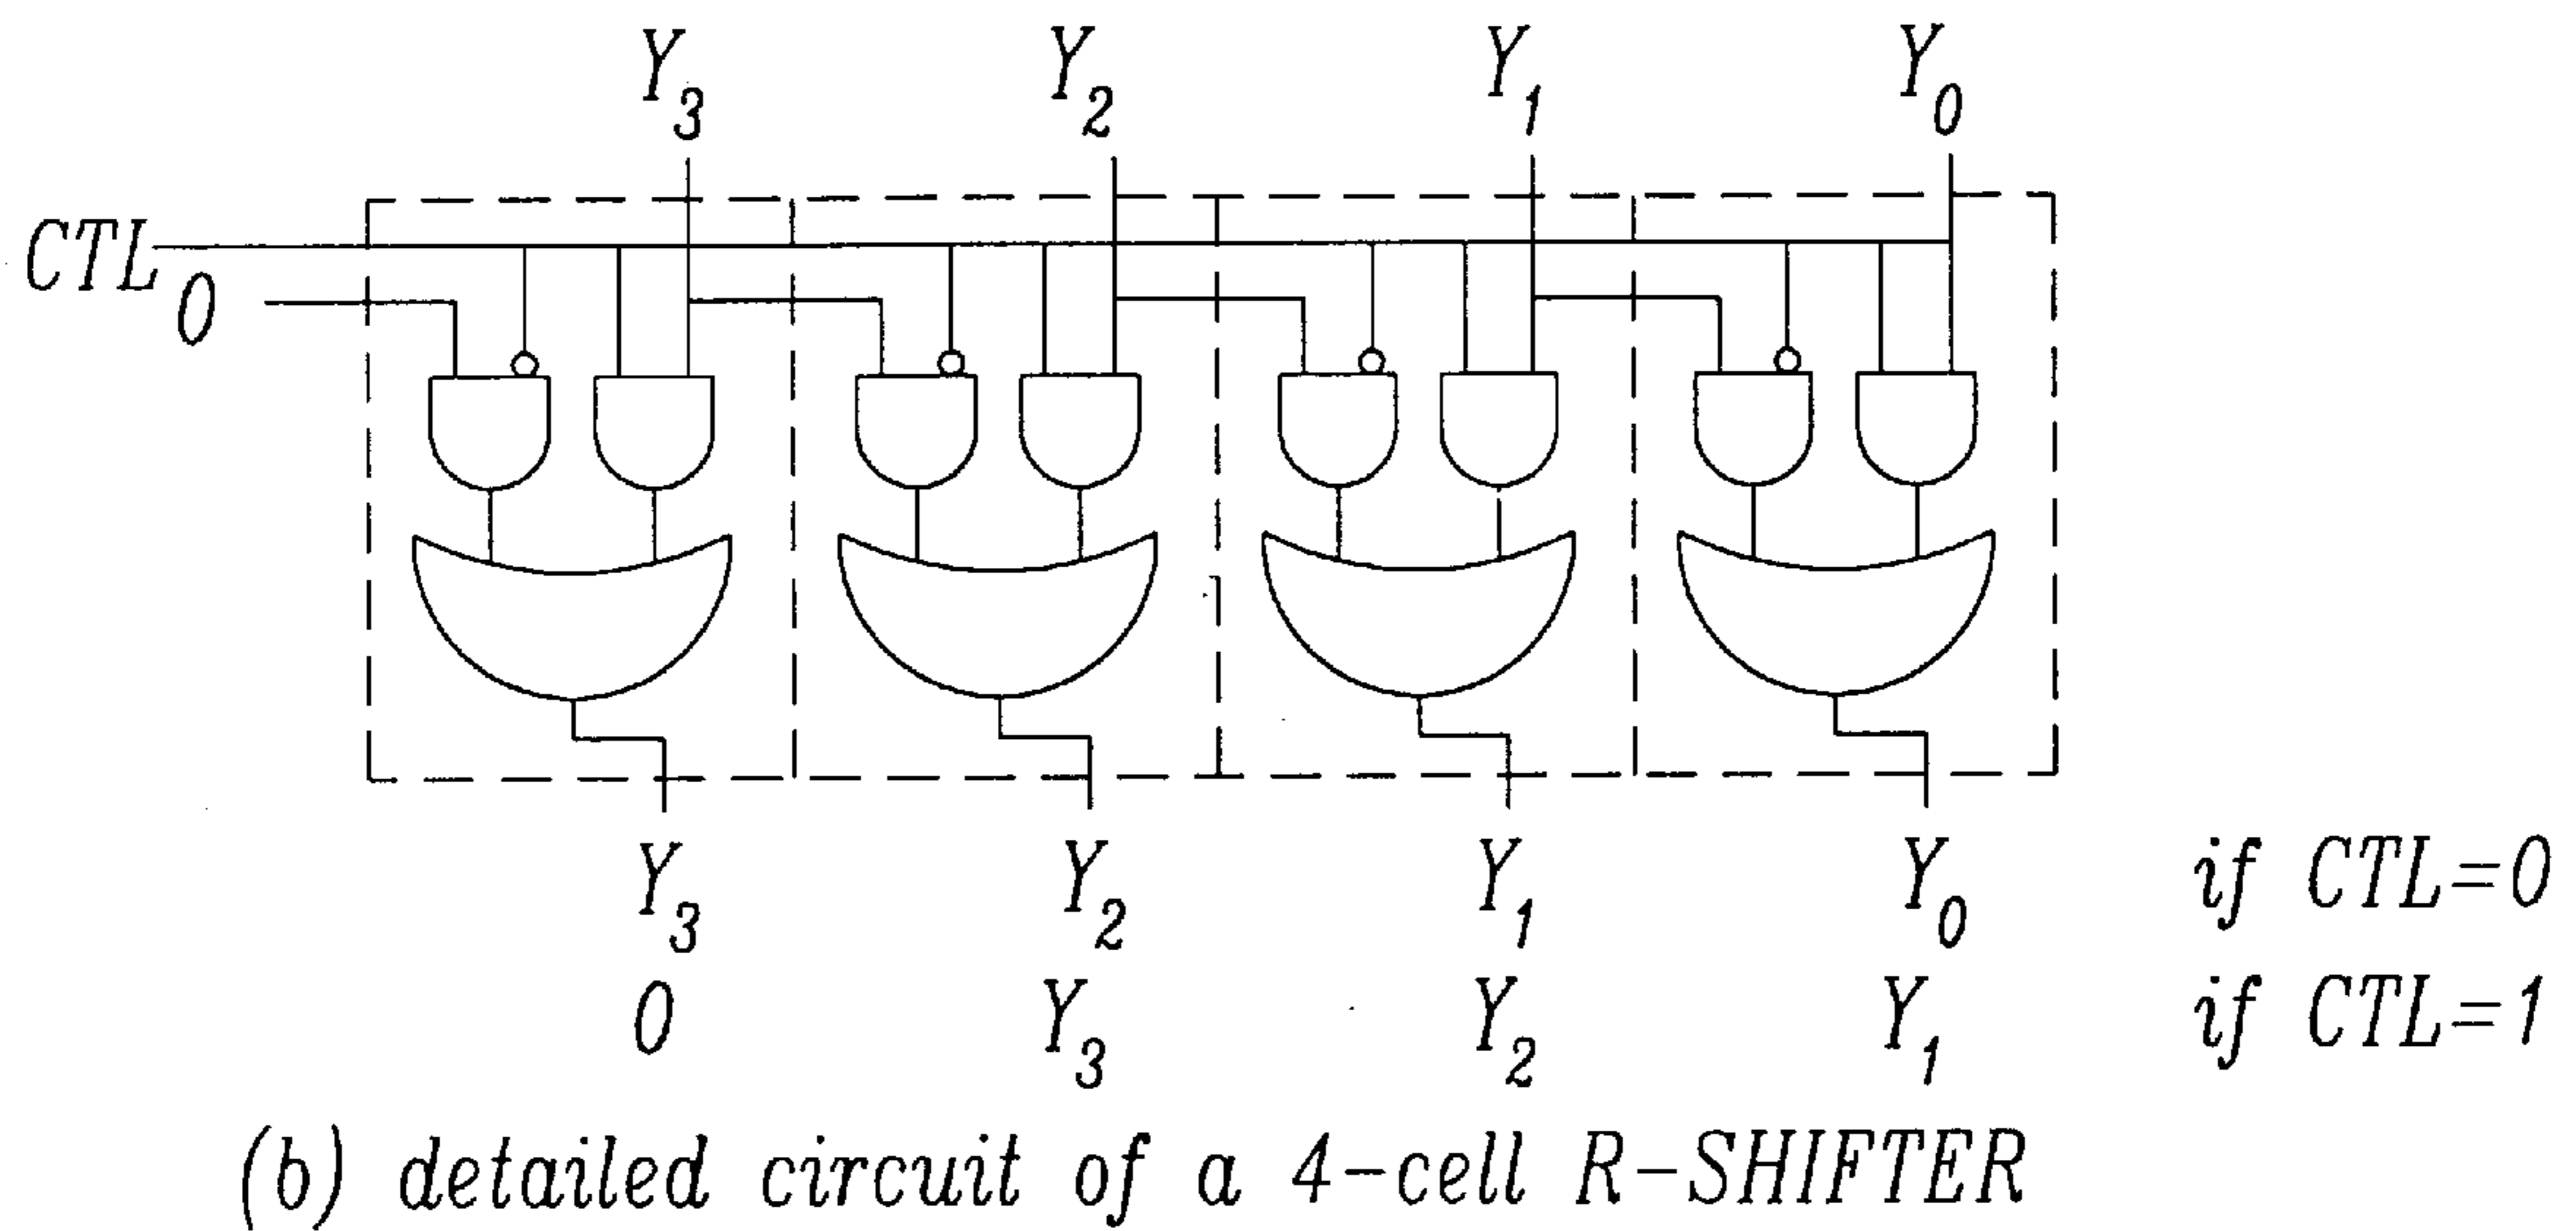 Y3 Y2 Y1 Y0
CTL
0
Y3 Y2 Y1 Y0 if CTL=0
0 Y3 Y2 Y1 if CTL=1
(b) detailed circuit of a 4-cell R-SHIFTER